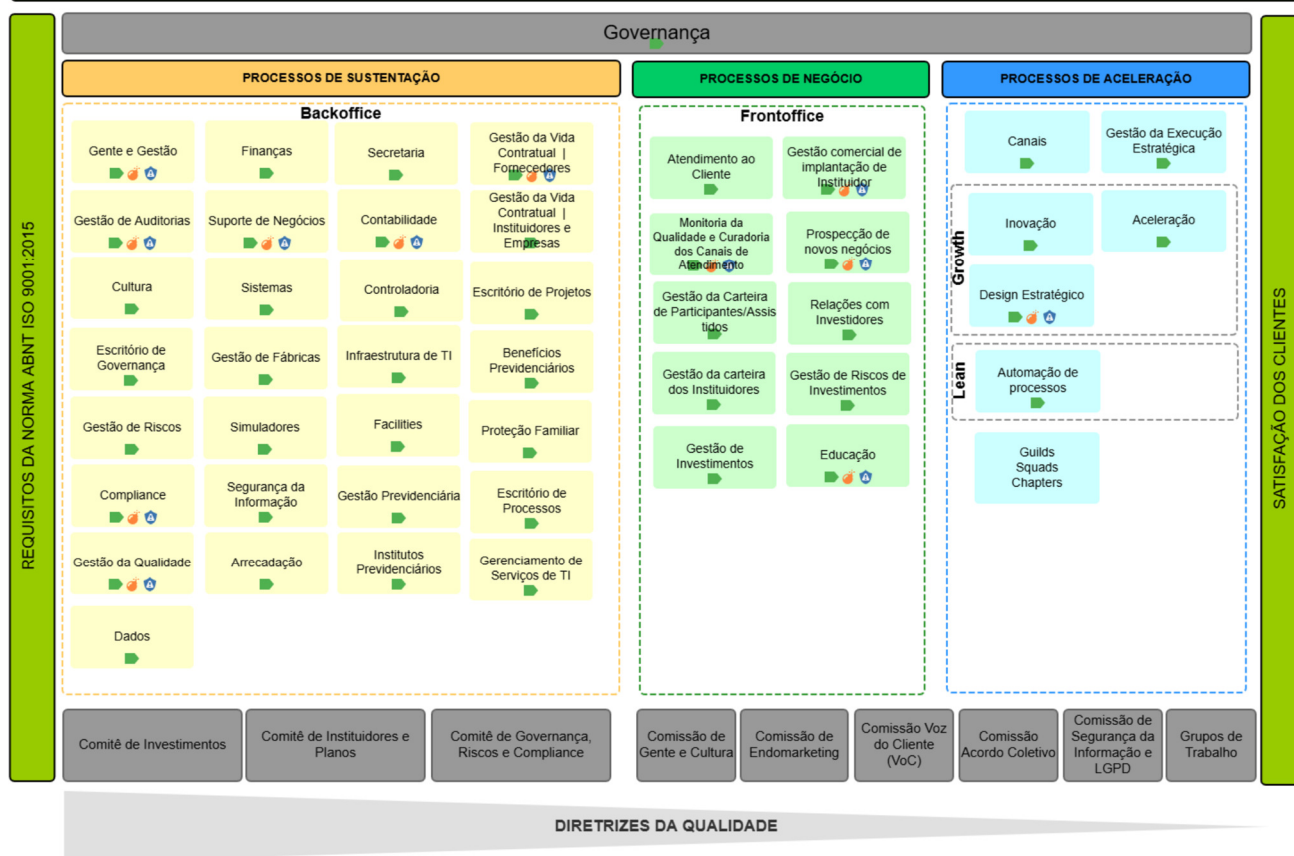 Governança
REQUISITOS DA NORMA ABNT ISO 9001:2015
PROCESSOS DE SUSTENTAÇÃO
Backoffice
Gente e Gestão
Finanças
Secretaria
Gestão da Vida
Contratual |
Fornecedores
Gestão de Auditorias
Suporte de Negócios
Contabilidade
Gestão da Vida
Contratual |
Instituidores e
Empresas
Cultura
Sistemas
Controladoria
Escritório de Projetos
Escritório de
Governança
Gestão de Fábricas
Infraestrutura de TI
Benefícios
Previdenciários
Gestão de Riscos
Simuladores
Facilities
Proteção Familiar
Compliance
Segurança da
Informação
Gestão Previdenciária
Escritório de
Processos
Gestão da Qualidade
Arrecadação
Institutos
Previdenciários
Gerenciamento de
Serviços de TI
Dados
PROCESSOS DE NEGÓCIO
Frontoffice
Atendimento ao
Cliente
Gestão comercial de
implantação de
Instituidor
Monitoria da
Qualidade e Curadoria
dos Canais de
Atendimento
Prospecção de
novos negócios
Gestão da Carteira
de Participantes/Assis
tidos
Relações com
Investidores
Gestão da carteira
dos Instituidores
Gestão de Riscos de
Investimentos
Gestão de
Investimentos
Educação
PROCESSOS DE ACELERAÇÃO
Canais
Gestão da Execução
Estratégica
Growth
Inovação
Aceleração
Design Estratégico
Lean
Automação de
processos
Guilds
Squads
Chapters
SATISFAÇÃO DOS CLIENTES
Comitê de Investimentos
Comitê de Instituidores e
Planos
Comitê de Governança,
Riscos e Compliance
Comissão de
Gente e Cultura
Comissão de
Endomarketing
Comissão Voz
do Cliente
(VoC)
Comissão
Acordo Coletivo
Comissão de
Segurança da
Informação e
LGPD
Grupos de
Trabalho
DIRETRIZES DA QUALIDADE